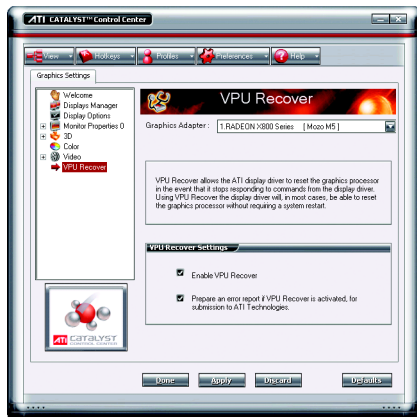 ATI CATALYST™ Control Center
View
Hotkeys
Profiles
Preferences
Help
Graphics Settings
Welcome
Displays Manager
Display Options
Monitor Properties 0
3D
Color
Video
VPU Recover
VPU Recover
Graphics Adapter :
1.RADEON X800 Series [ Mozo M5 ]
VPU Recover allows the ATI display driver to reset the graphics processor
in the event that it stops responding to commands from the display driver.
Using VPU Recover the display driver will, in most cases, be able to reset
the graphics processor without requiring a system restart.
VPU Recover Settings
Enable VPU Recover
Prepare an error report if VPU Recover is activated, for
submission to ATI Technologies.
ATI CATALYST
CONTROL CENTER
Done
Apply
Discard
Defaults